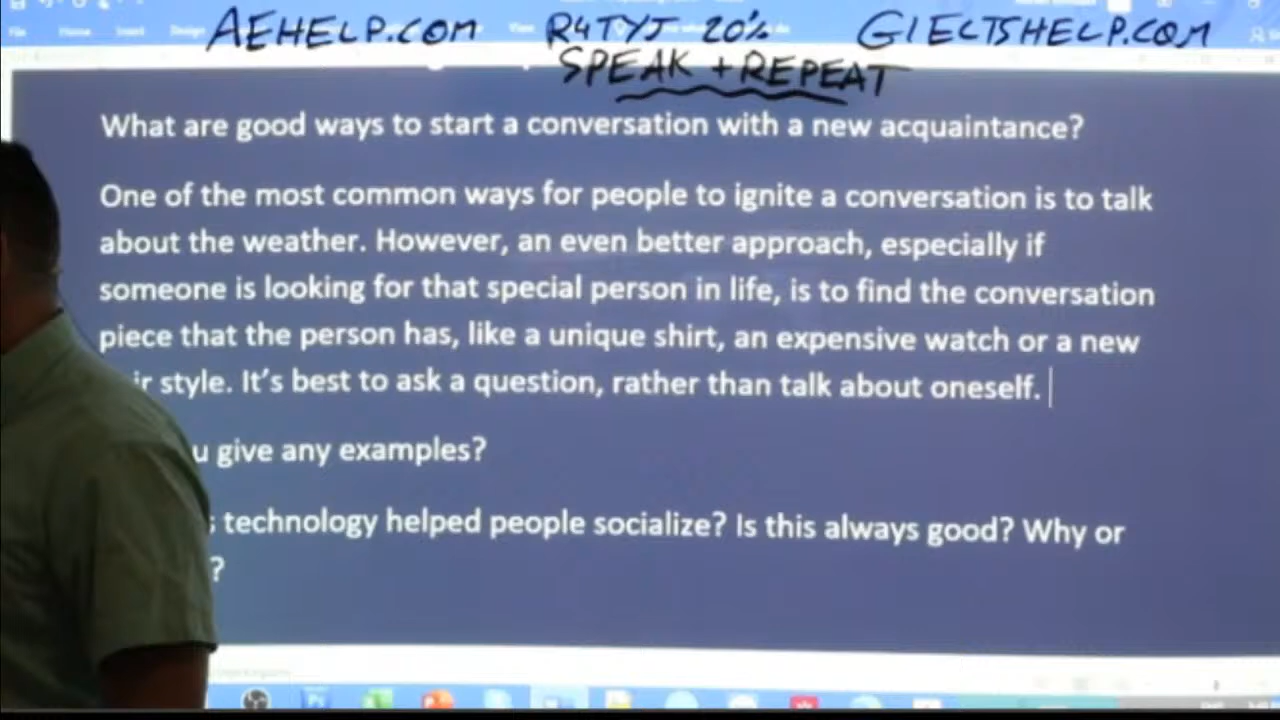 AEHELP.COM R4TYJ 20% GIELTSHELP.COM
SPEAK + REPEAT
What are good ways to start a conversation with a new acquaintance?
One of the most common ways for people to ignite a conversation is to talk
about the weather. However, an even better approach, especially if
someone is looking for that special person in life, is to find the conversation
piece that the person has, like a unique shirt, an expensive watch or a new
ir style. It's best to ask a question, rather than talk about oneself.
u give any examples?
technology helped people socialize? Is this always good? Why or
?